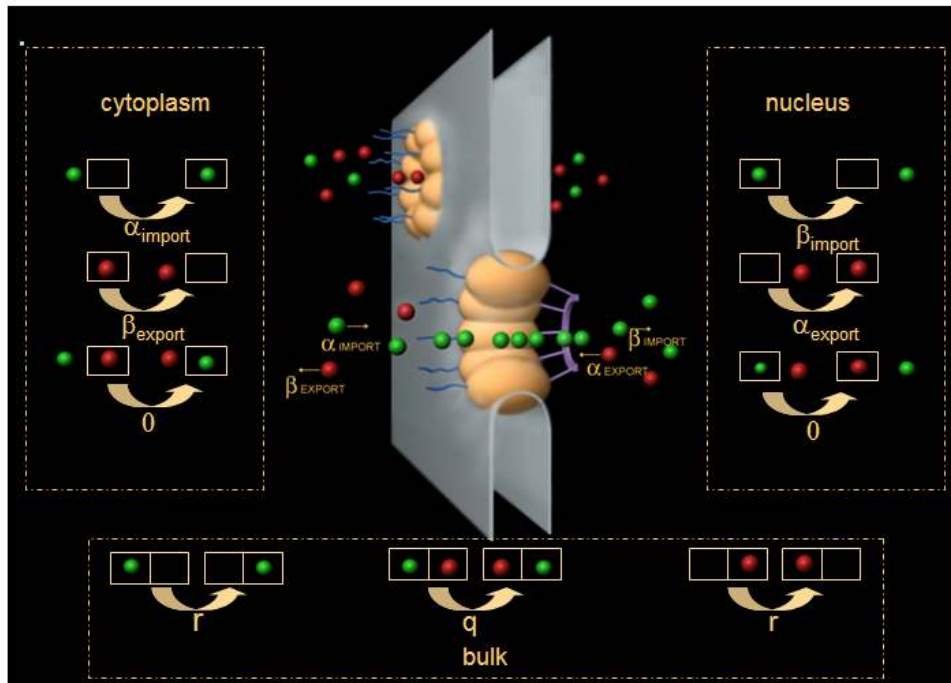 cytoplasm
αimport
βexport
0
αIMPORT
βEXPORT
βIMPORT
αEXPORT
nucleus
βimport
αexport
0
r
q
r
bulk